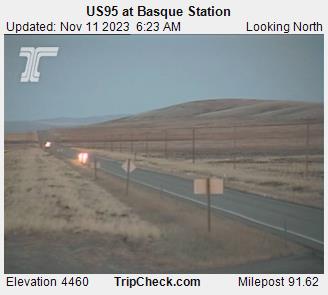 US95 at Basque Station
Updated: Nov 11 2023 6:23 AM Looking North
Elevation 4460 TripCheck.com Milepost 91.62